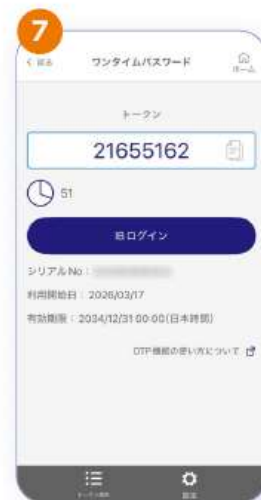 7
戻る ワンタイムパスワード ホーム
トークン
21655162
51
旧ログイン
シリアルNo：
利用開始日：2026/03/17
有効期限：2034/12/31 00:00(日本時間)
OTP機能の使い方について
設定